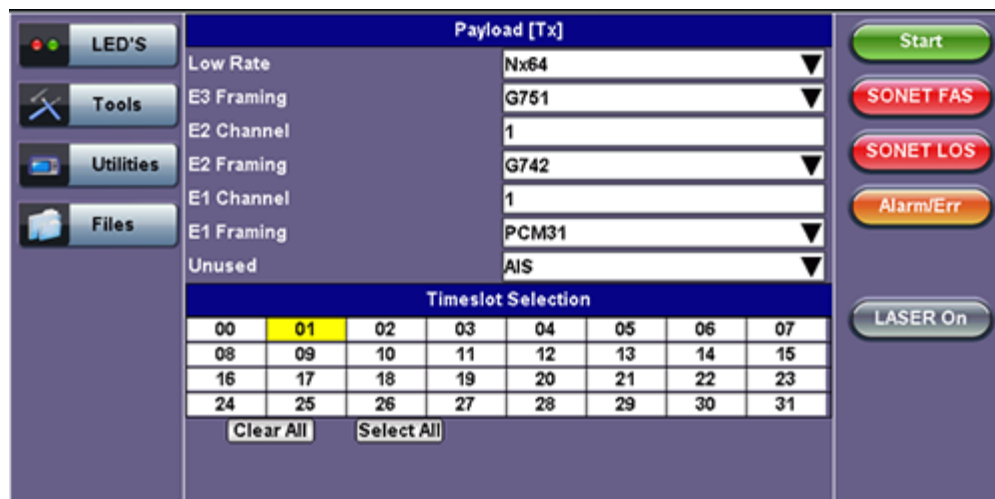 LED'S
Tools
Utilities
Files
Payload [Tx]
Low Rate Nx64
E3 Framing G751
E2 Channel 1
E2 Framing G742
E1 Channel 1
E1 Framing PCM31
Unused AIS
Timeslot Selection
00 01 02 03 04 05 06 07
08 09 10 11 12 13 14 15
16 17 18 19 20 21 22 23
24 25 26 27 28 29 30 31
Clear All Select All
Start
SONET FAS
SONET LOS
Alarm/Err
LASER On